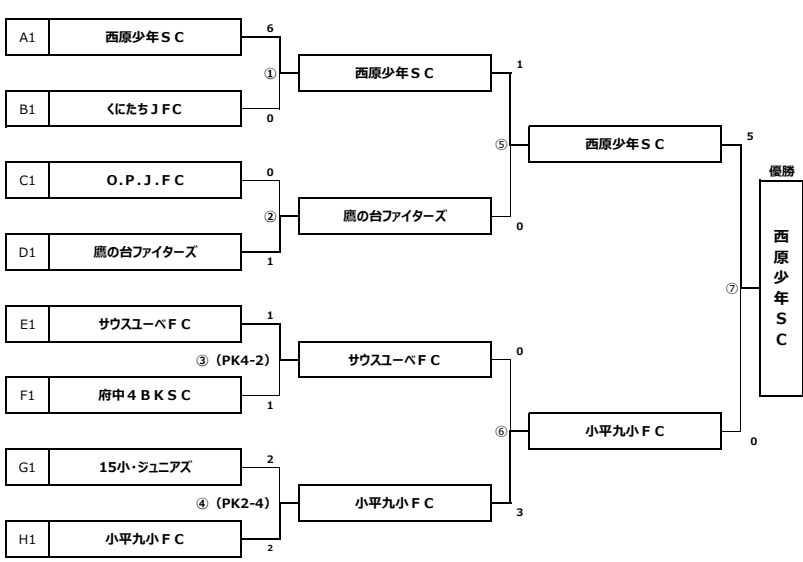 6
A1 西原少年ＳＣ
① 西原少年ＳＣ 1
B1 くにたちＪＦＣ
0
⑤ 西原少年ＳＣ 5
C1 Ｏ.Ｐ.Ｊ.ＦＣ 0
② 鷹の台ファイターズ 0
D1 鷹の台ファイターズ 1
優勝
西原少年ＳＣ
⑦
E1 サウスユーベＦＣ 1
③（PK4-2） サウスユーベＦＣ 0
F1 府中４ＢＫＳＣ 1
⑥ 小平九小ＦＣ 0
G1 15小・ジュニアズ 2
④（PK2-4） 小平九小ＦＣ 3
H1 小平九小ＦＣ 2